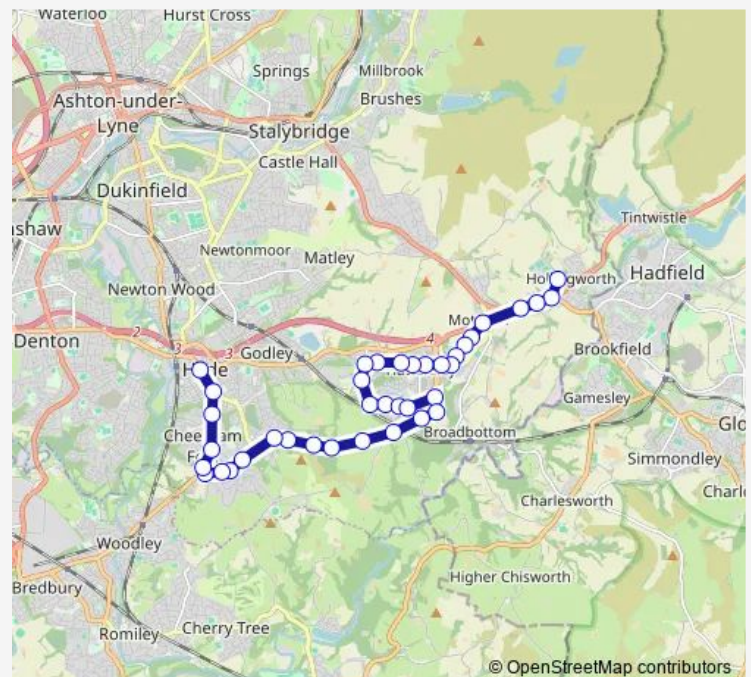 Waterloo
Hurst Cross
Springs
Millbrook
Brushes
Ashton-under-
Lyne
Stalybridge
Castle Hall
Dukinfield
Tintwistle
Newtonmoor
Matley
Hadfield
Newton Wood
2
3
3
4
Denton
Godley
Brookfield
Gamesley
Broadbottom
Simmondley
Charlesworth
Woodley
Higher Chisworth
Bredbury
Romiley
Cherry Tree
© OpenStreetMap contributors